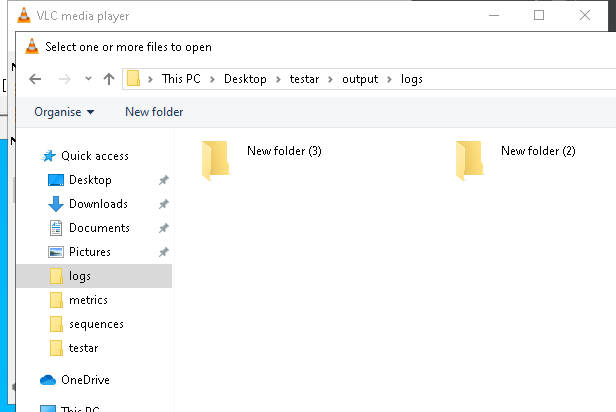 VLC media player
Select one or more files to open
This PC > Desktop > testar > output > logs
Organise New folder
New folder (3) New folder (2)
Quick access
Desktop
Downloads
Documents
Pictures
logs
metrics
sequences
testar
OneDrive
This PC